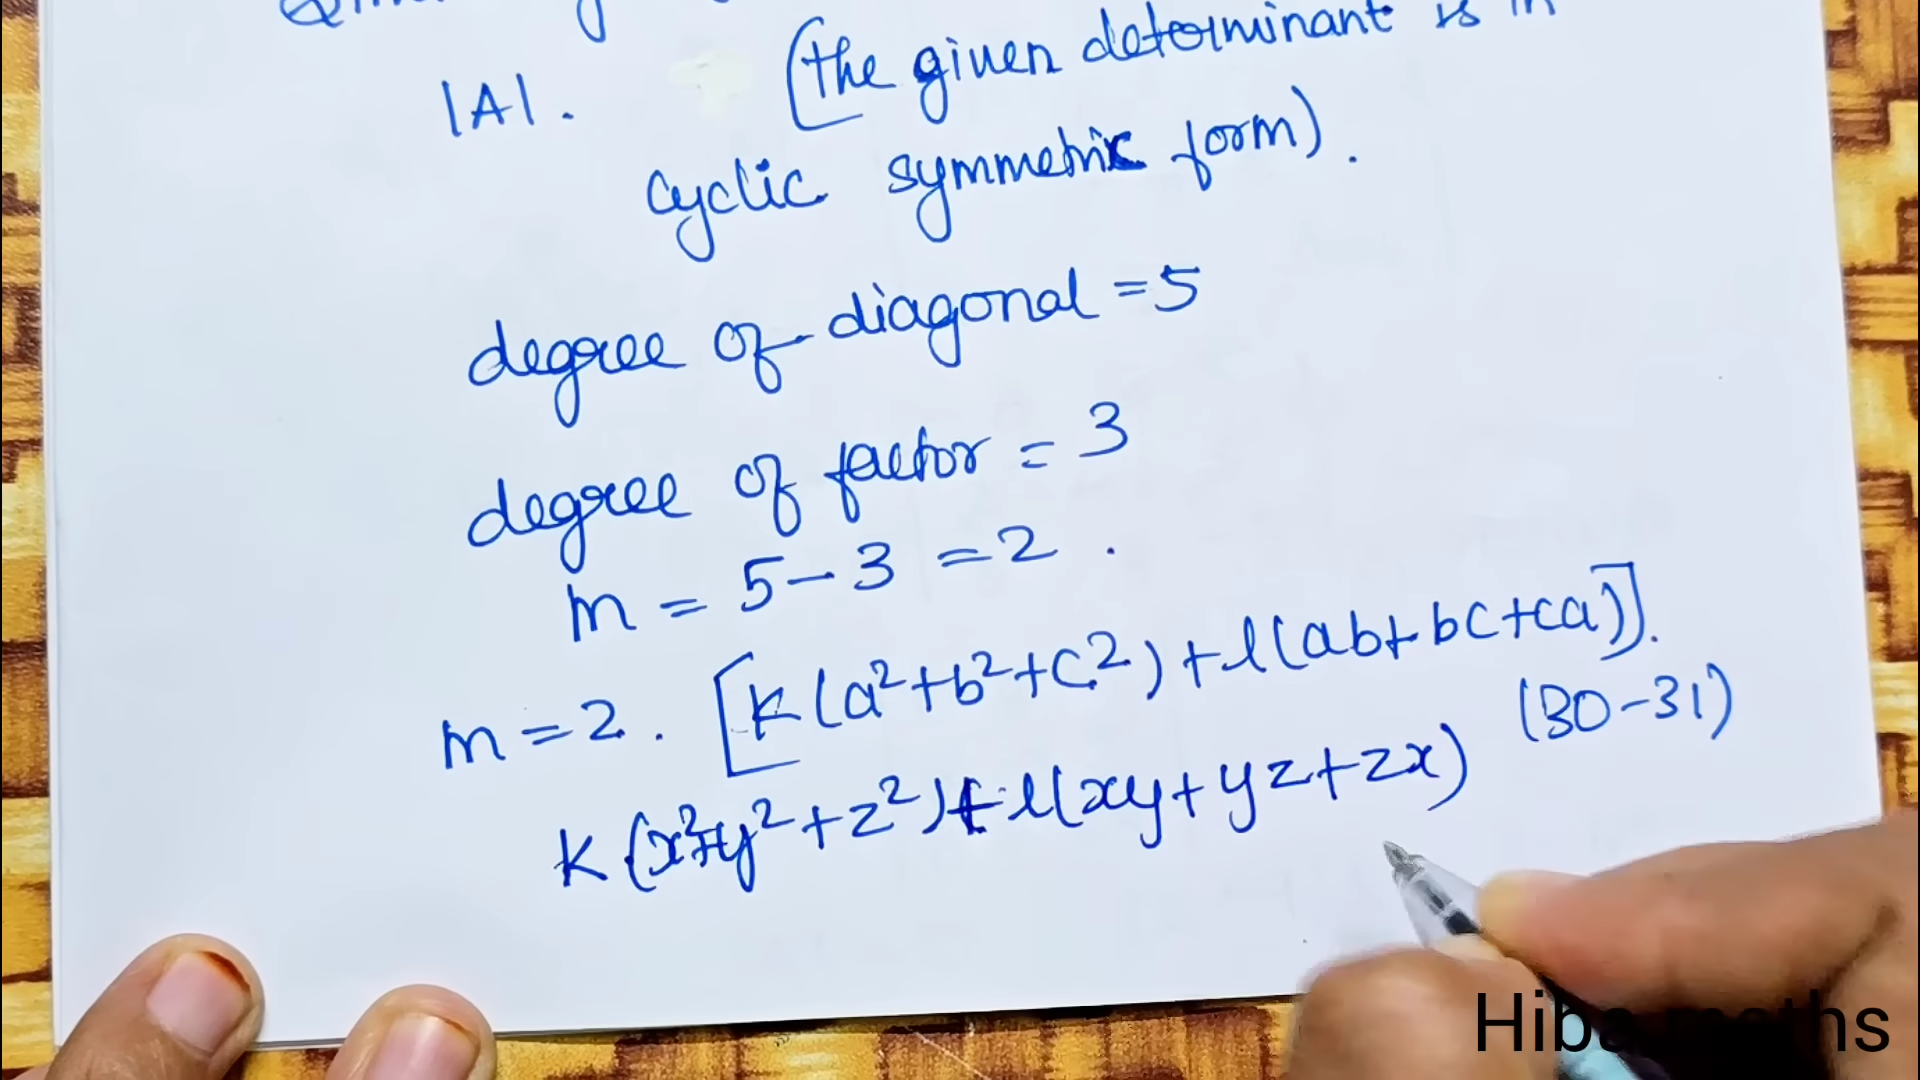 (the given determinant is in
|A|.
cyclic symmetric form).
degree of diagonal = 5
degree of factor = 3
m = 5 - 3 = 2 .
m = 2 . [k(a²+b²+c²)+l(ab+bc+ca)].
(30-31)
k(x²+y²+z²)+l(xy+yz+zx)